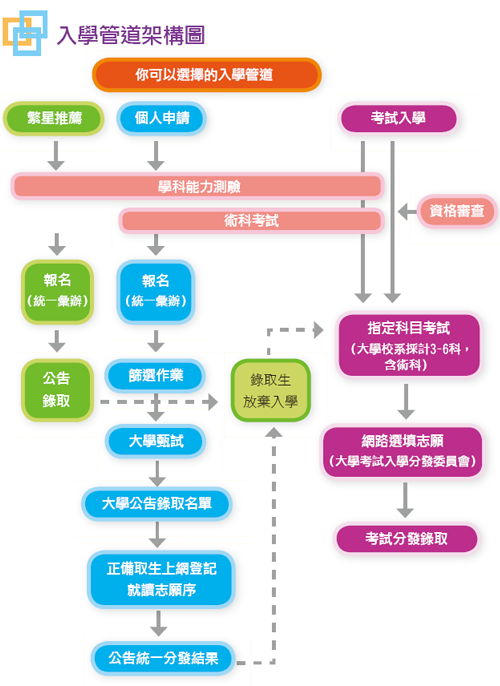 入學管道架構圖
你可以選擇的入學管道
繁星推薦
個人申請
考試入學
學科能力測驗
術科考試
資格審查
報名
(統一彙辦)
報名
(統一彙辦)
指定科目考試
(大學校系採計3-6科，
含術科)
公告
錄取
篩選作業
錄取生
放棄入學
大學甄試
網路選填志願
(大學考試入學分發委員會)
大學公告錄取名單
考試分發錄取
正備取生上網登記
就讀志願序
公告統一分發結果